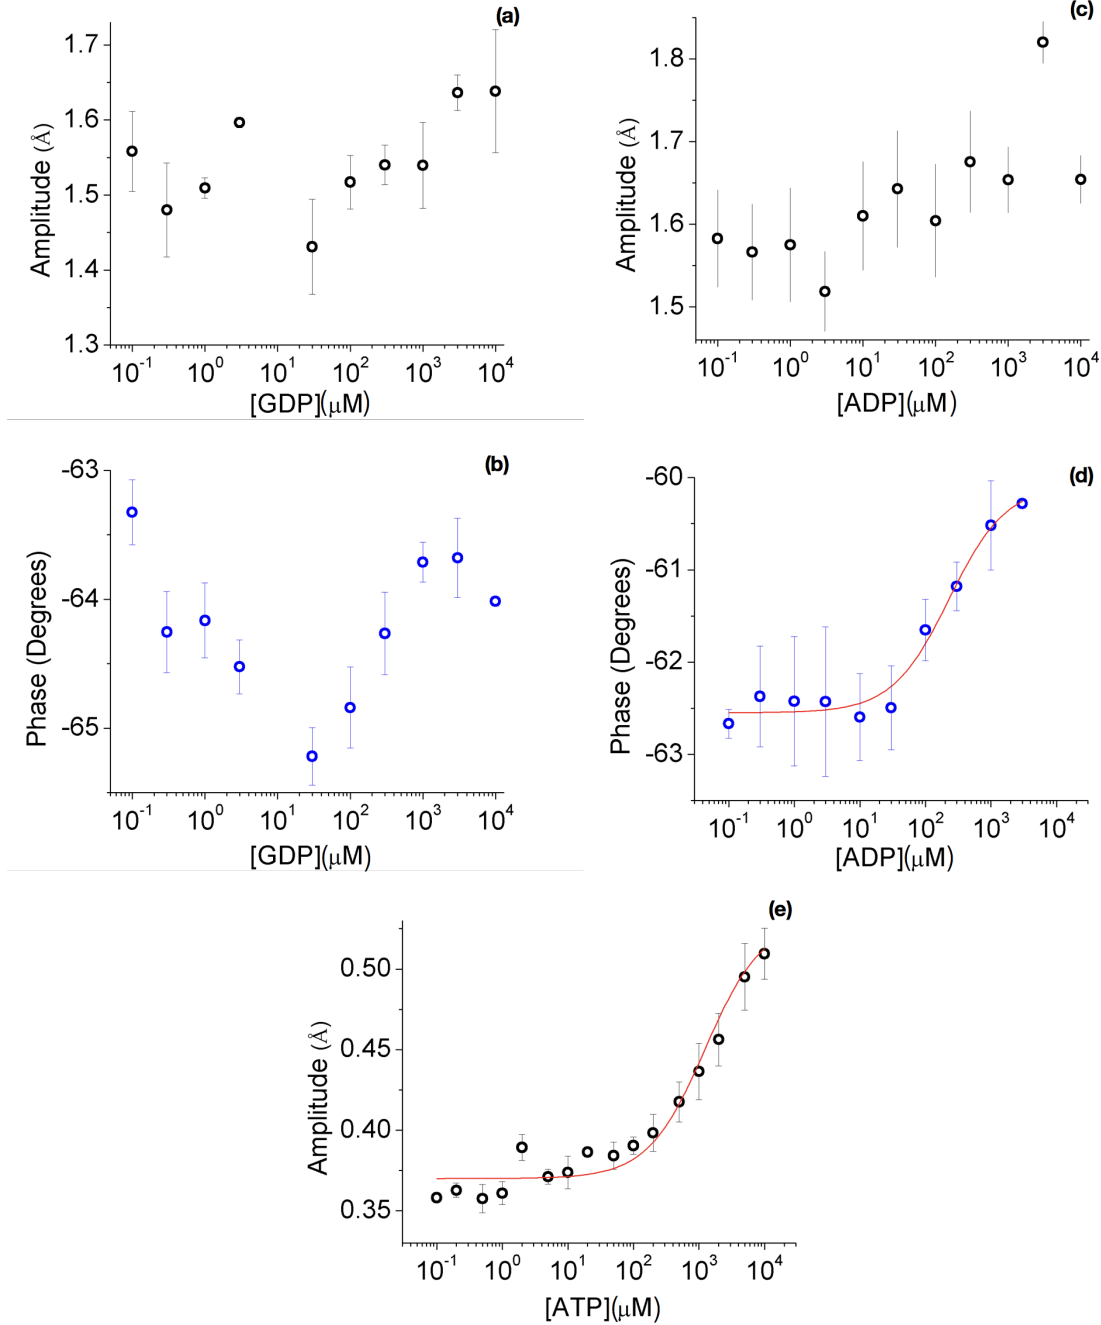 (a)
Amplitude (Å)
1.7
1.6
1.5
1.4
1.3
10⁻¹ 10⁰ 10¹ 10² 10³ 10⁴
[GDP](μM)
(c)
Amplitude (Å)
1.8
1.7
1.6
1.5
10⁻¹ 10⁰ 10¹ 10² 10³ 10⁴
[ADP](μM)
(b)
Phase (Degrees)
-63
-64
-65
10⁻¹ 10⁰ 10¹ 10² 10³ 10⁴
[GDP](μM)
(d)
Phase (Degrees)
-60
-61
-62
-63
10⁻¹ 10⁰ 10¹ 10² 10³ 10⁴
[ADP](μM)
(e)
Amplitude (Å)
0.50
0.45
0.40
0.35
10⁻¹ 10⁰ 10¹ 10² 10³ 10⁴
[ATP](μM)